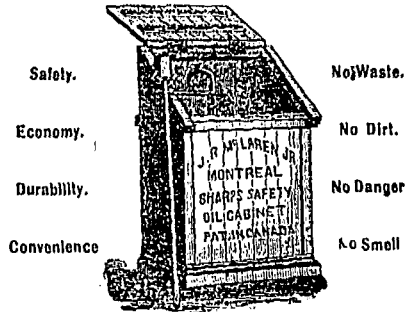 Safety.
Economy.
Durability.
Convenience
J. R. McLAREN JR
MONTREAL
SHARPS SAFETY
OIL CABINET
PAT. IN CANADA
No Waste.
No Dirt.
No Danger
No Smell